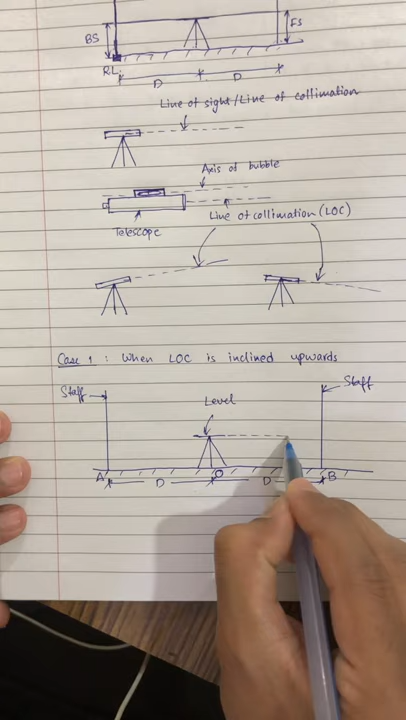 BS
FS
RL1
D
D
Line of sight/Line of collimation
Axis of bubble
Line of collimation (LOC)
Telescope
Case 1 : When LOC is inclined upwards
Staff
Staff
Level
A
D
O
D
B